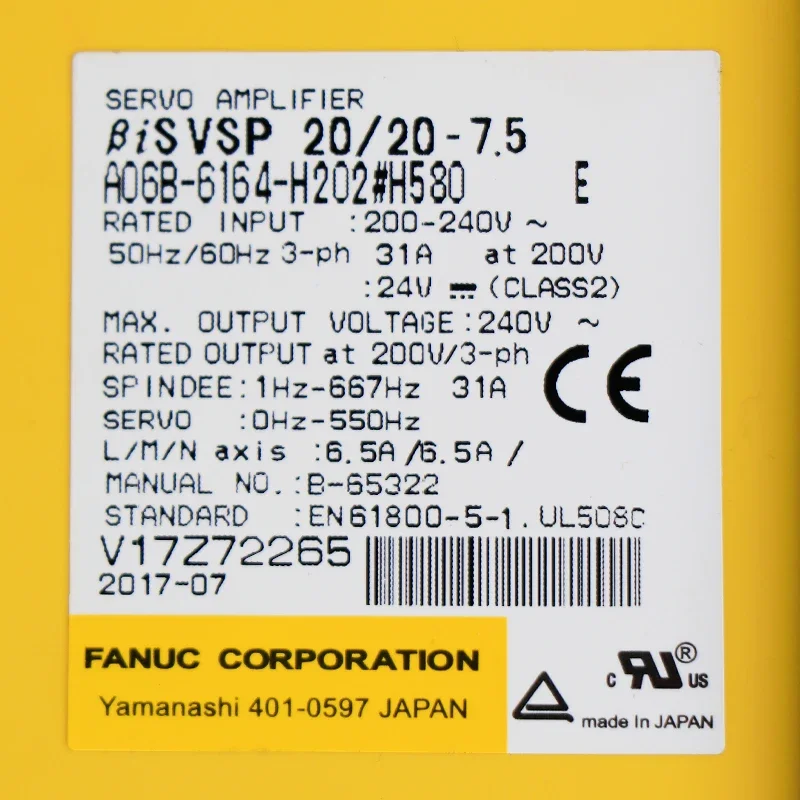 SERVO AMPLIFIER
βiSVSP 20/20-7.5
A06B-6164-H202#H580 E
RATED INPUT :200-240V ~
50Hz/60Hz 3-ph 31A at 200V
:24V ⎓ (CLASS2)
MAX. OUTPUT VOLTAGE:240V ~
RATED OUTPUT at 200V/3-ph
SPINDEE:1Hz-667Hz 31A
SERVO :0Hz-550Hz
L/M/N axis :6.5A/6.5A/
MANUAL NO.:B-65322
STANDARD :EN61800-5-1. UL508C
CE
V17Z72265
2017-07
FANUC CORPORATION
Yamanashi 401-0597 JAPAN
c RU® US
made In JAPAN